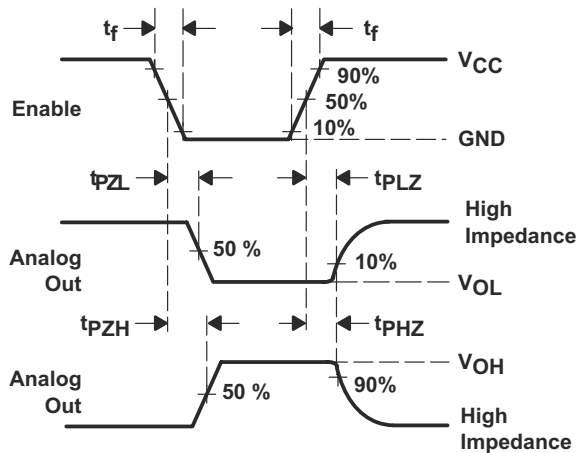 tf
tf
VCC
90%
50%
10%
Enable
GND
tPZL
tPLZ
High
Impedance
50 %
10%
Analog
Out
VOL
tPZH
tPHZ
VOH
Analog
Out
50 %
90%
High
Impedance